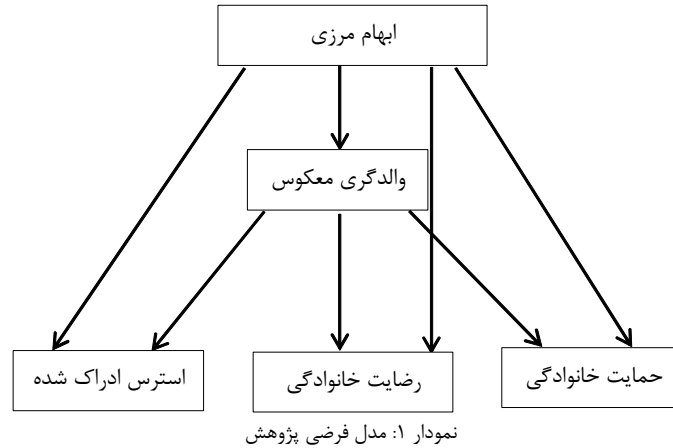 ابهام مرزی
والدگری معکوس
حمایت خانوادگی
رضایت خانوادگی
استرس ادراک شده
نمودار ۱: مدل فرضی پژوهش